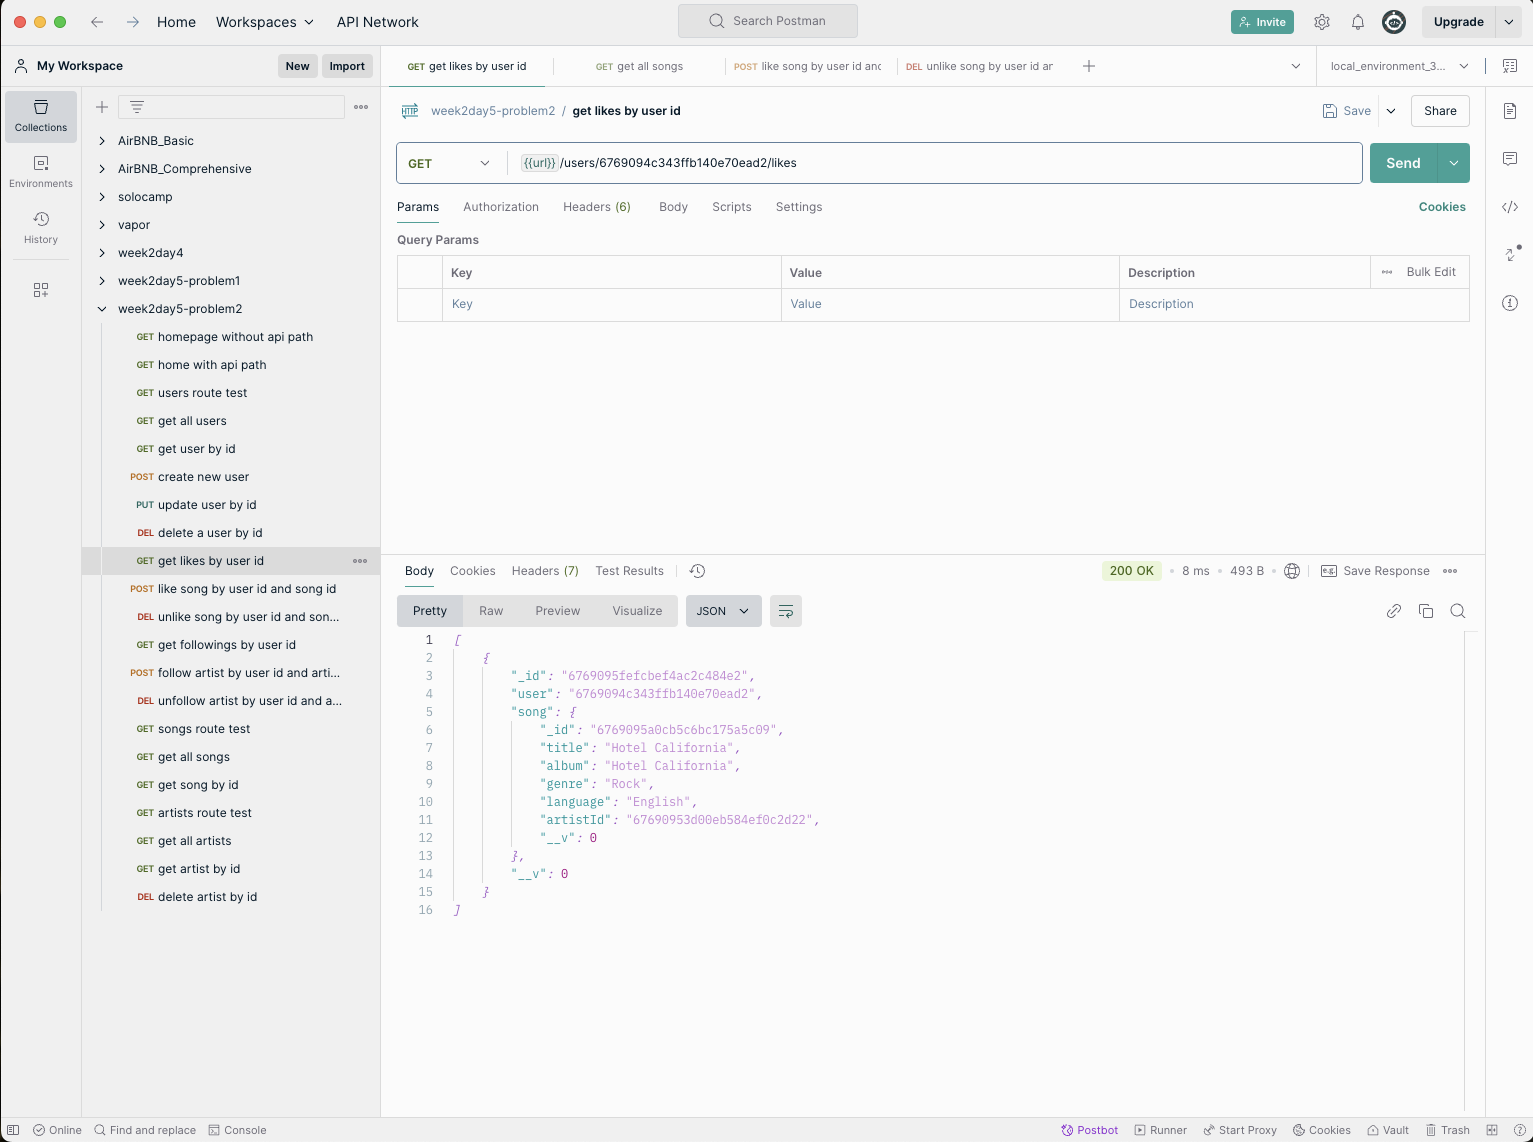 Home
Workspaces
API Network
Search Postman
Invite
Upgrade
My Workspace
New
Import
GET get likes by user id
GET get all songs
POST like song by user id and
DEL unlike song by user id ar
local_environment_3...
Collections
Environments
History
AirBNB_Basic
AirBNB_Comprehensive
solocamp
vapor
week2day4
week2day5-problem1
week2day5-problem2
GET homepage without api path
GET home with api path
GET users route test
GET get all users
GET get user by id
POST create new user
PUT update user by id
DEL delete a user by id
GET get likes by user id
POST like song by user id and song id
DEL unlike song by user id and son...
GET get followings by user id
POST follow artist by user id and arti...
DEL unfollow artist by user id and a...
GET songs route test
GET get all songs
GET get song by id
GET artists route test
GET get all artists
GET get artist by id
DEL delete artist by id
HTTP week2day5-problem2 / get likes by user id
Save
Share
GET
{{url}}/users/6769094c343ffb140e70ead2/likes
Send
Params
Authorization
Headers (6)
Body
Scripts
Settings
Cookies
Query Params
Key
Value
Description
Bulk Edit
Key
Value
Description
Body
Cookies
Headers (7)
Test Results
200 OK
8 ms
493 B
e.g. Save Response
Pretty
Raw
Preview
Visualize
JSON
1 [
2 {
3 "_id": "6769095fefcbef4ac2c484e2",
4 "user": "6769094c343ffb140e70ead2",
5 "song": {
6 "_id": "6769095a0cb5c6bc175a5c09",
7 "title": "Hotel California",
8 "album": "Hotel California",
9 "genre": "Rock",
10 "language": "English",
11 "artistId": "67690953d00eb584ef0c2d22",
12 "__v": 0
13 },
14 "__v": 0
15 }
16 ]
Online
Find and replace
Console
Postbot
Runner
Start Proxy
Cookies
Vault
Trash